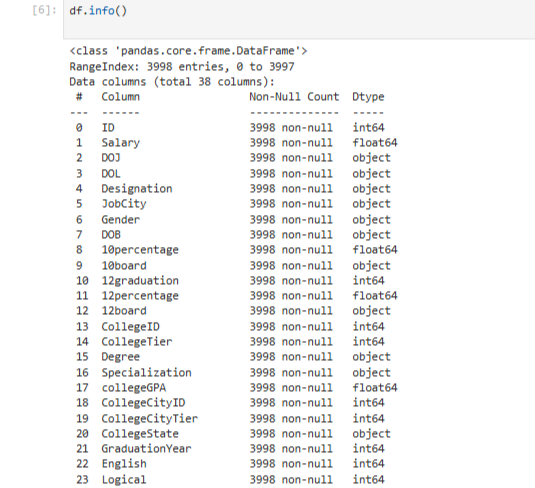 [6]: df.info()
<class 'pandas.core.frame.DataFrame'>
RangeIndex: 3998 entries, 0 to 3997
Data columns (total 38 columns):
 #   Column                Non-Null Count  Dtype
---  ------                --------------  -----
 0   ID                    3998 non-null   int64
 1   Salary                3998 non-null   float64
 2   DOJ                   3998 non-null   object
 3   DOL                   3998 non-null   object
 4   Designation           3998 non-null   object
 5   JobCity               3998 non-null   object
 6   Gender                3998 non-null   object
 7   DOB                   3998 non-null   object
 8   10percentage          3998 non-null   float64
 9   10board               3998 non-null   object
 10  12graduation          3998 non-null   int64
 11  12percentage          3998 non-null   float64
 12  12board               3998 non-null   object
 13  CollegeID             3998 non-null   int64
 14  CollegeTier           3998 non-null   int64
 15  Degree                3998 non-null   object
 16  Specialization        3998 non-null   object
 17  collegeGPA            3998 non-null   float64
 18  CollegeCityID         3998 non-null   int64
 19  CollegeCityTier       3998 non-null   int64
 20  CollegeState          3998 non-null   object
 21  GraduationYear        3998 non-null   int64
 22  English               3998 non-null   int64
 23  Logical               3998 non-null   int64